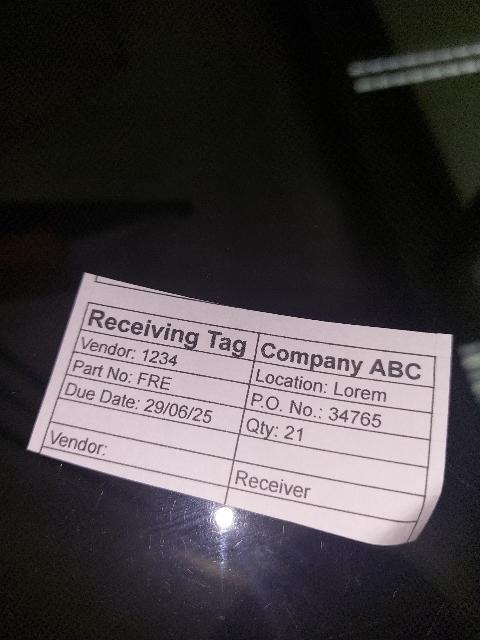 Receiving Tag Company ABC
Vendor: 1234 Location: Lorem
Part No: FRE P.O. No.: 34765
Due Date: 29/06/25 Qty: 21
Vendor: Receiver